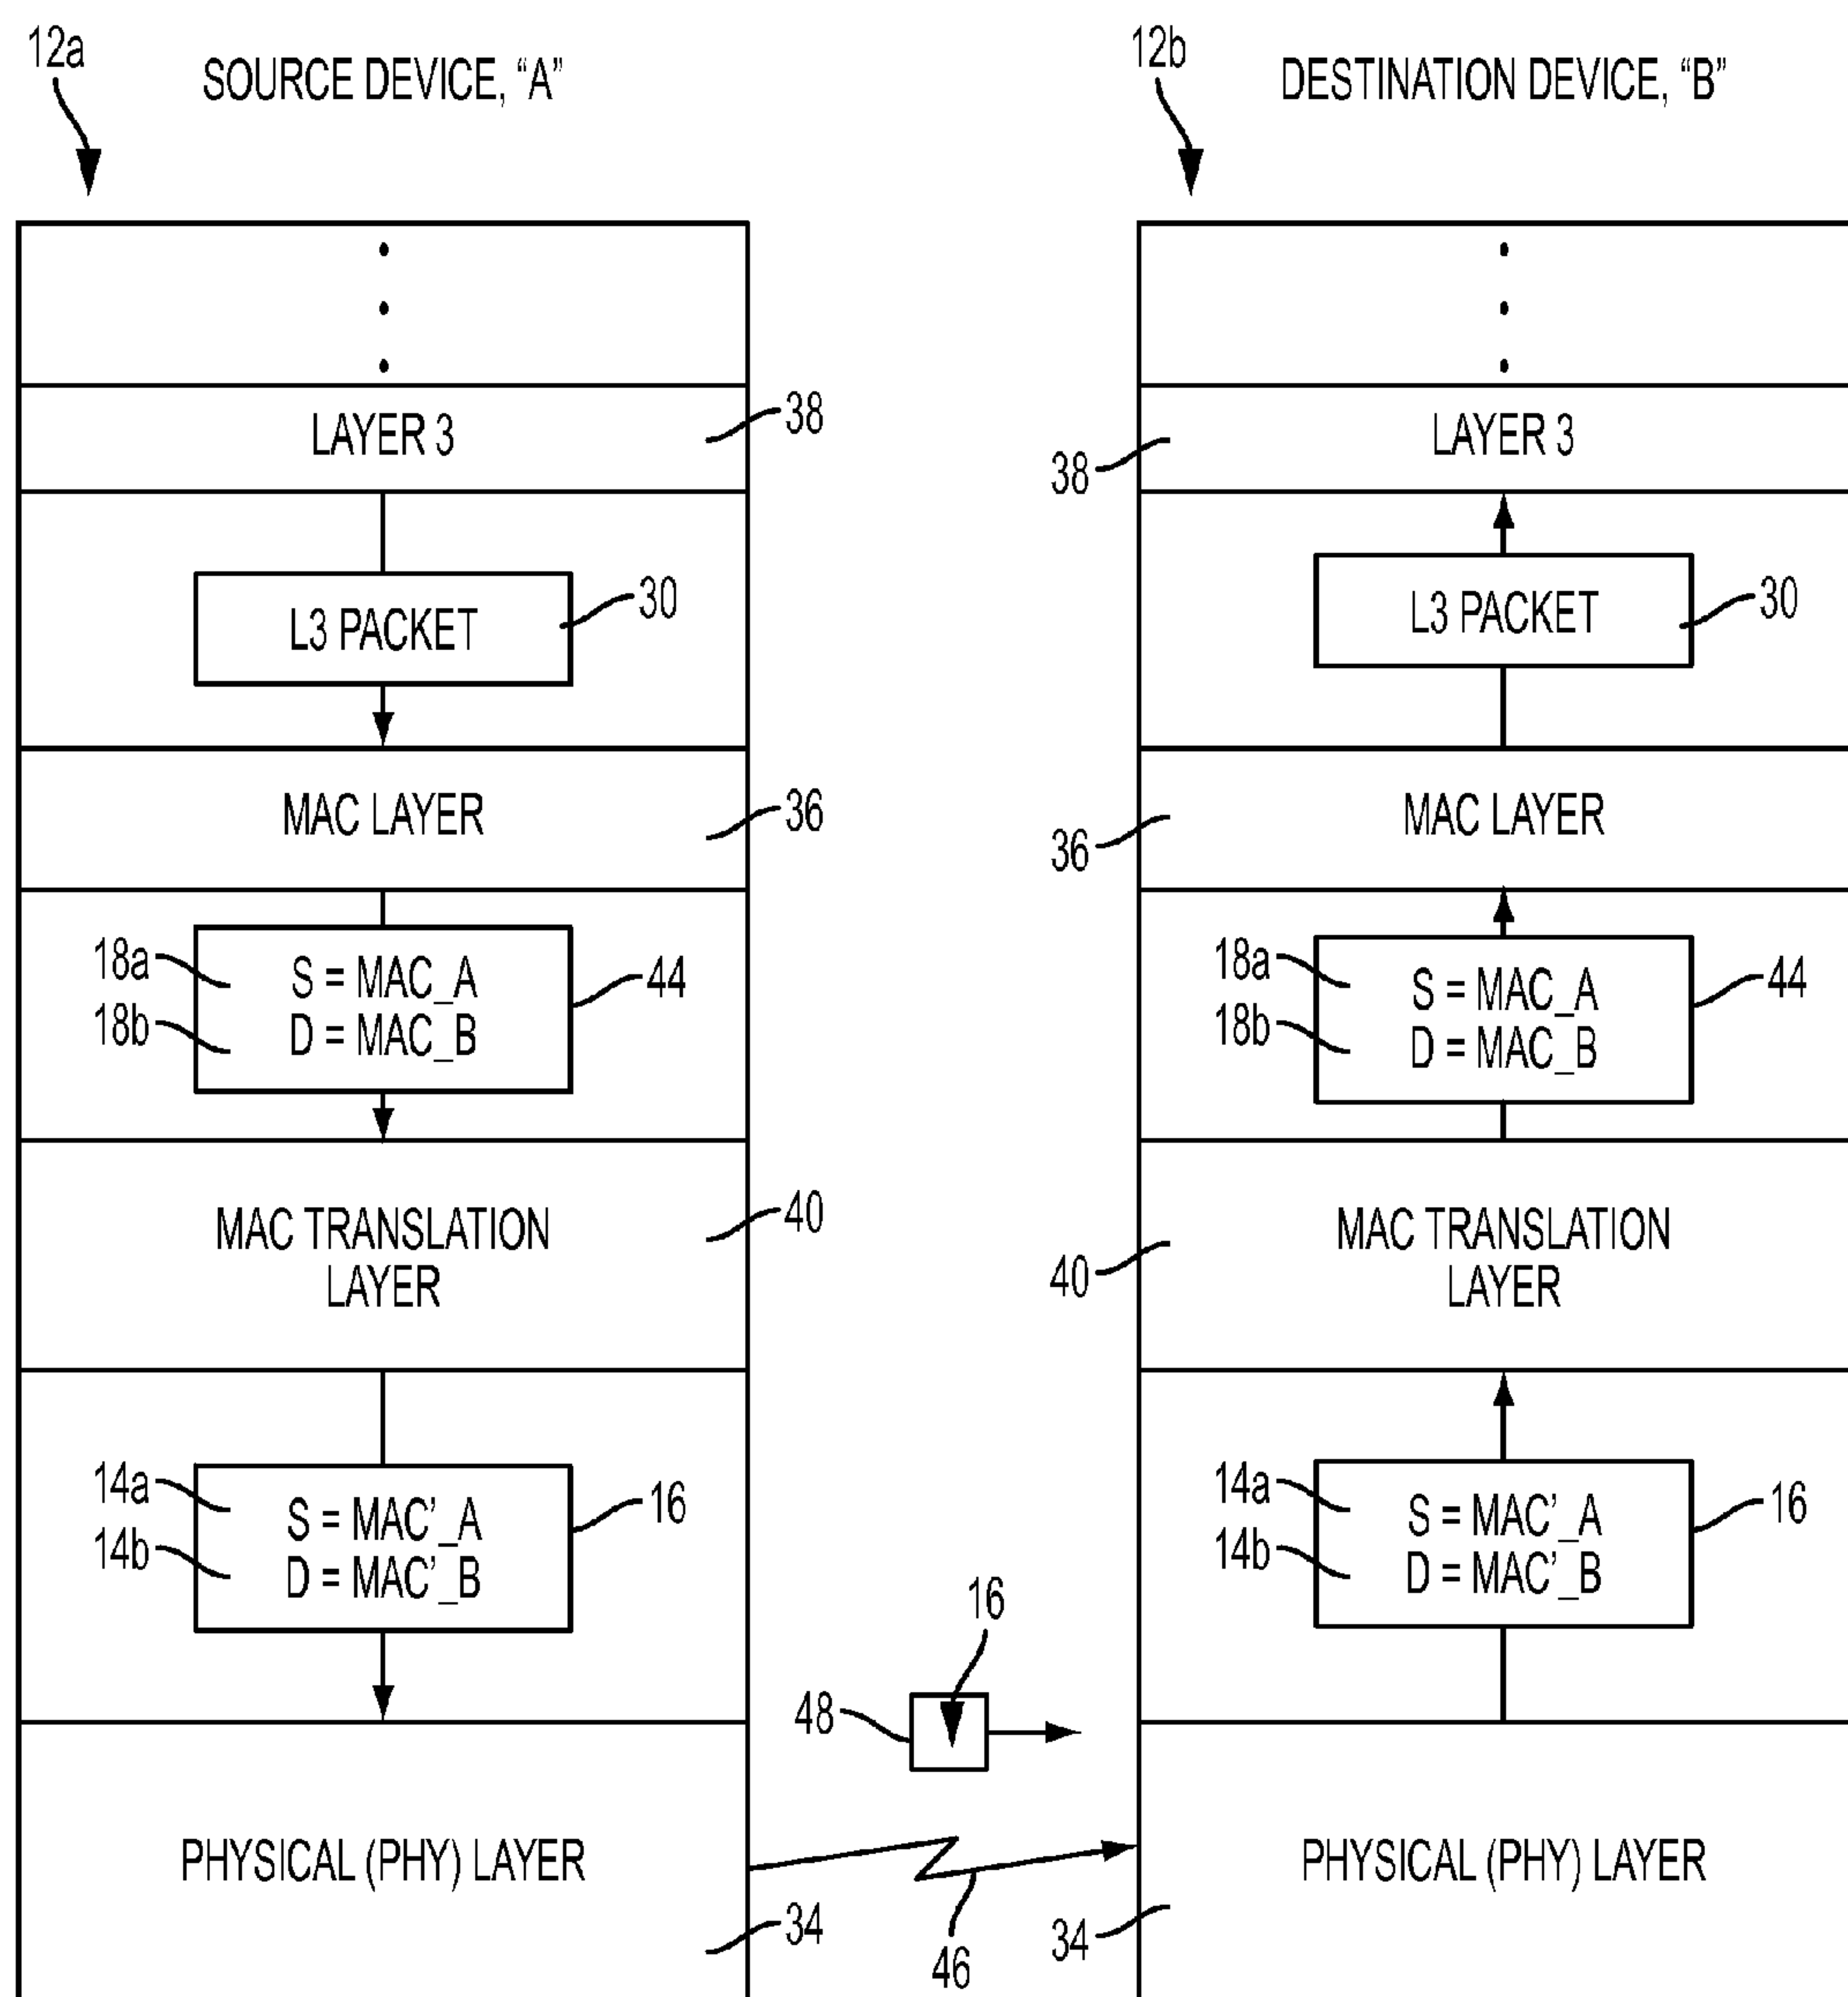 12a
SOURCE DEVICE, “A”
12b
DESTINATION DEVICE, “B”
LAYER 3
38
38
LAYER 3
L3 PACKET
30
L3 PACKET
30
MAC LAYER
36
36
MAC LAYER
18a
18b
S = MAC_A
D = MAC_B
44
18a
18b
S = MAC_A
D = MAC_B
44
MAC TRANSLATION
LAYER
40
40
MAC TRANSLATION
LAYER
14a
14b
S = MAC’_A
D = MAC’_B
16
14a
14b
S = MAC’_A
D = MAC’_B
16
16
48
PHYSICAL (PHY) LAYER
34
46
34
PHYSICAL (PHY) LAYER